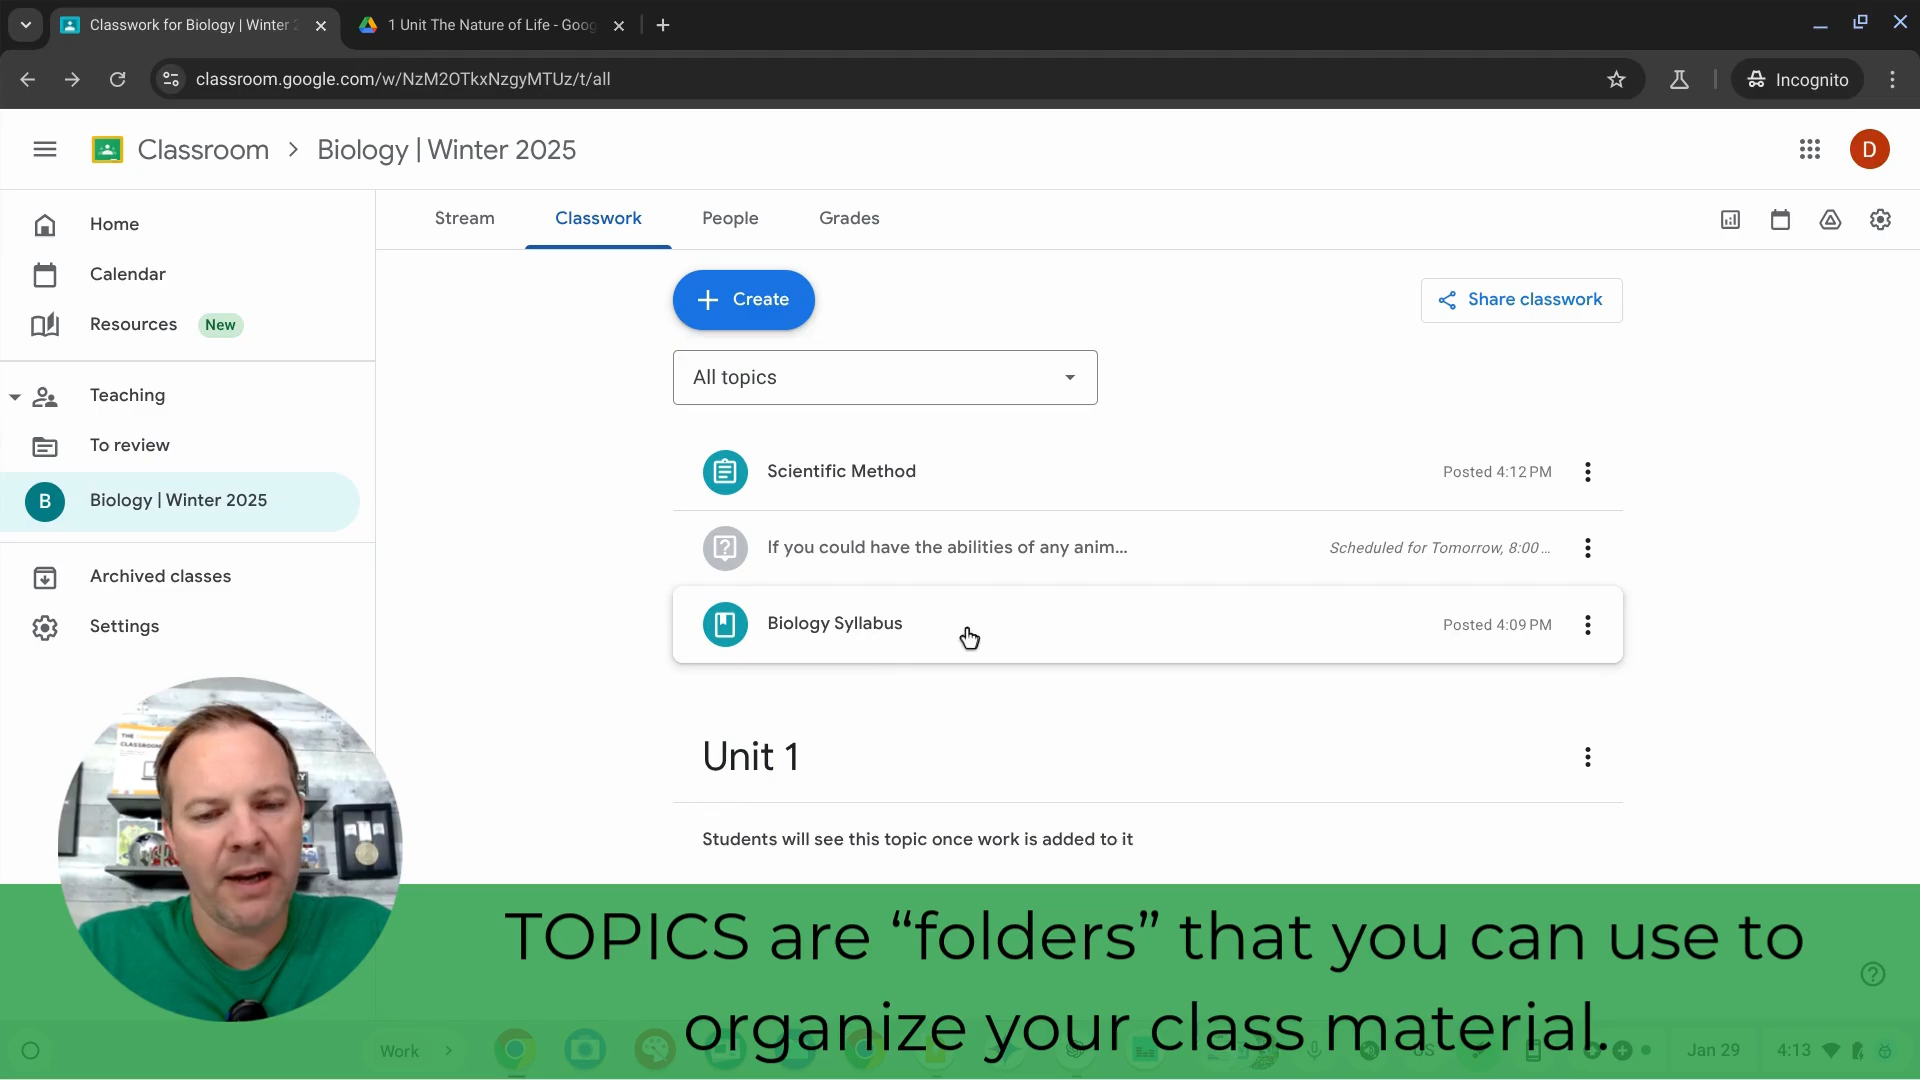 Classwork for Biology | Winter 2
1 Unit The Nature of Life - Goog
classroom.google.com/w/NzM2OTkxNzgyMTUz/t/all
Incognito
Classroom > Biology | Winter 2025
D
Home
Calendar
Resources New
Teaching
To review
B Biology | Winter 2025
Archived classes
Settings
Stream Classwork People Grades
+ Create
Share classwork
All topics
Scientific Method Posted 4:12 PM
If you could have the abilities of any anim... Scheduled for Tomorrow, 8:00 ...
Biology Syllabus Posted 4:09 PM
Unit 1
Students will see this topic once work is added to it
TOPICS are “folders” that you can use to
organize your class material.
Work >
US
Jan 29 4:13